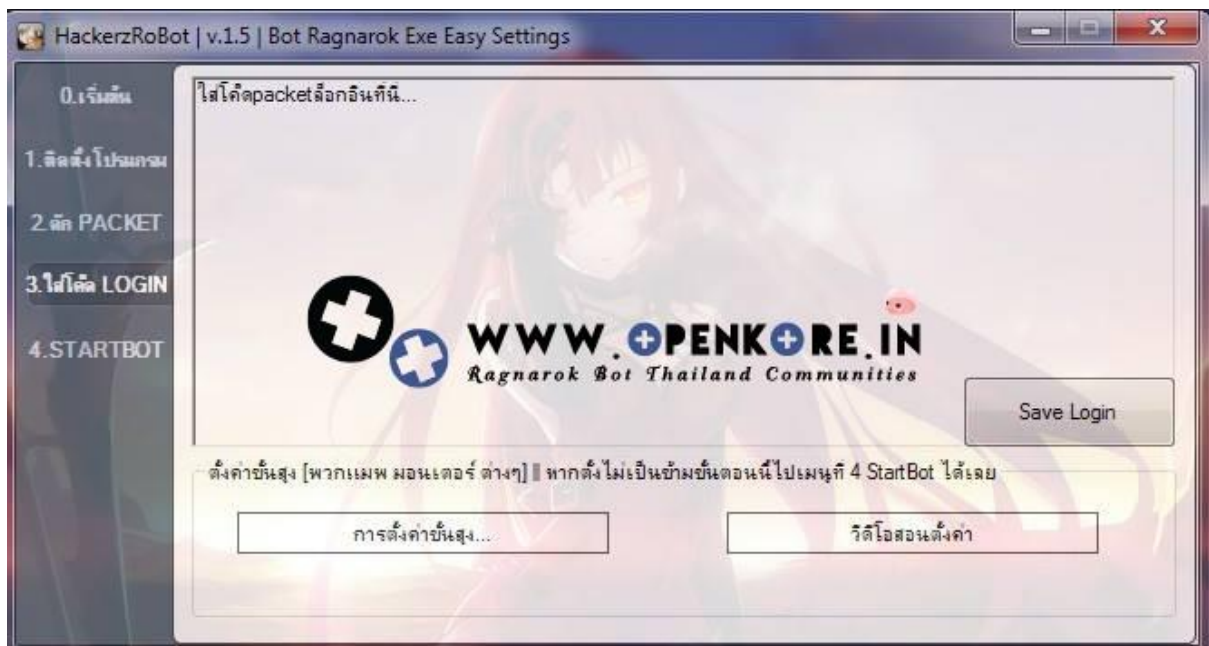 HackerzRoBot | v.1.5 | Bot Ragnarok Exe Easy Settings
0.เริ่มต้น
1.ติดตั้งโปรแกรม
2.ดัก PACKET
3.ใส่โค๊ด LOGIN
4.STARTBOT
ใส่โค๊ดpacketล็อกอินที่นี่...
WWW.OPENKORE.IN
Ragnarok Bot Thailand Communities
Save Login
ตั้งค่าขั้นสูง [พวกแมพ มอนเตอร์ ต่างๆ] || หากตั้งไม่เป็นข้ามขั้นตอนนี้ไปเมนูที่ 4 StartBot ได้เลย
การตั้งค่าขั้นสูง...
วิดีโอสอนตั้งค่า